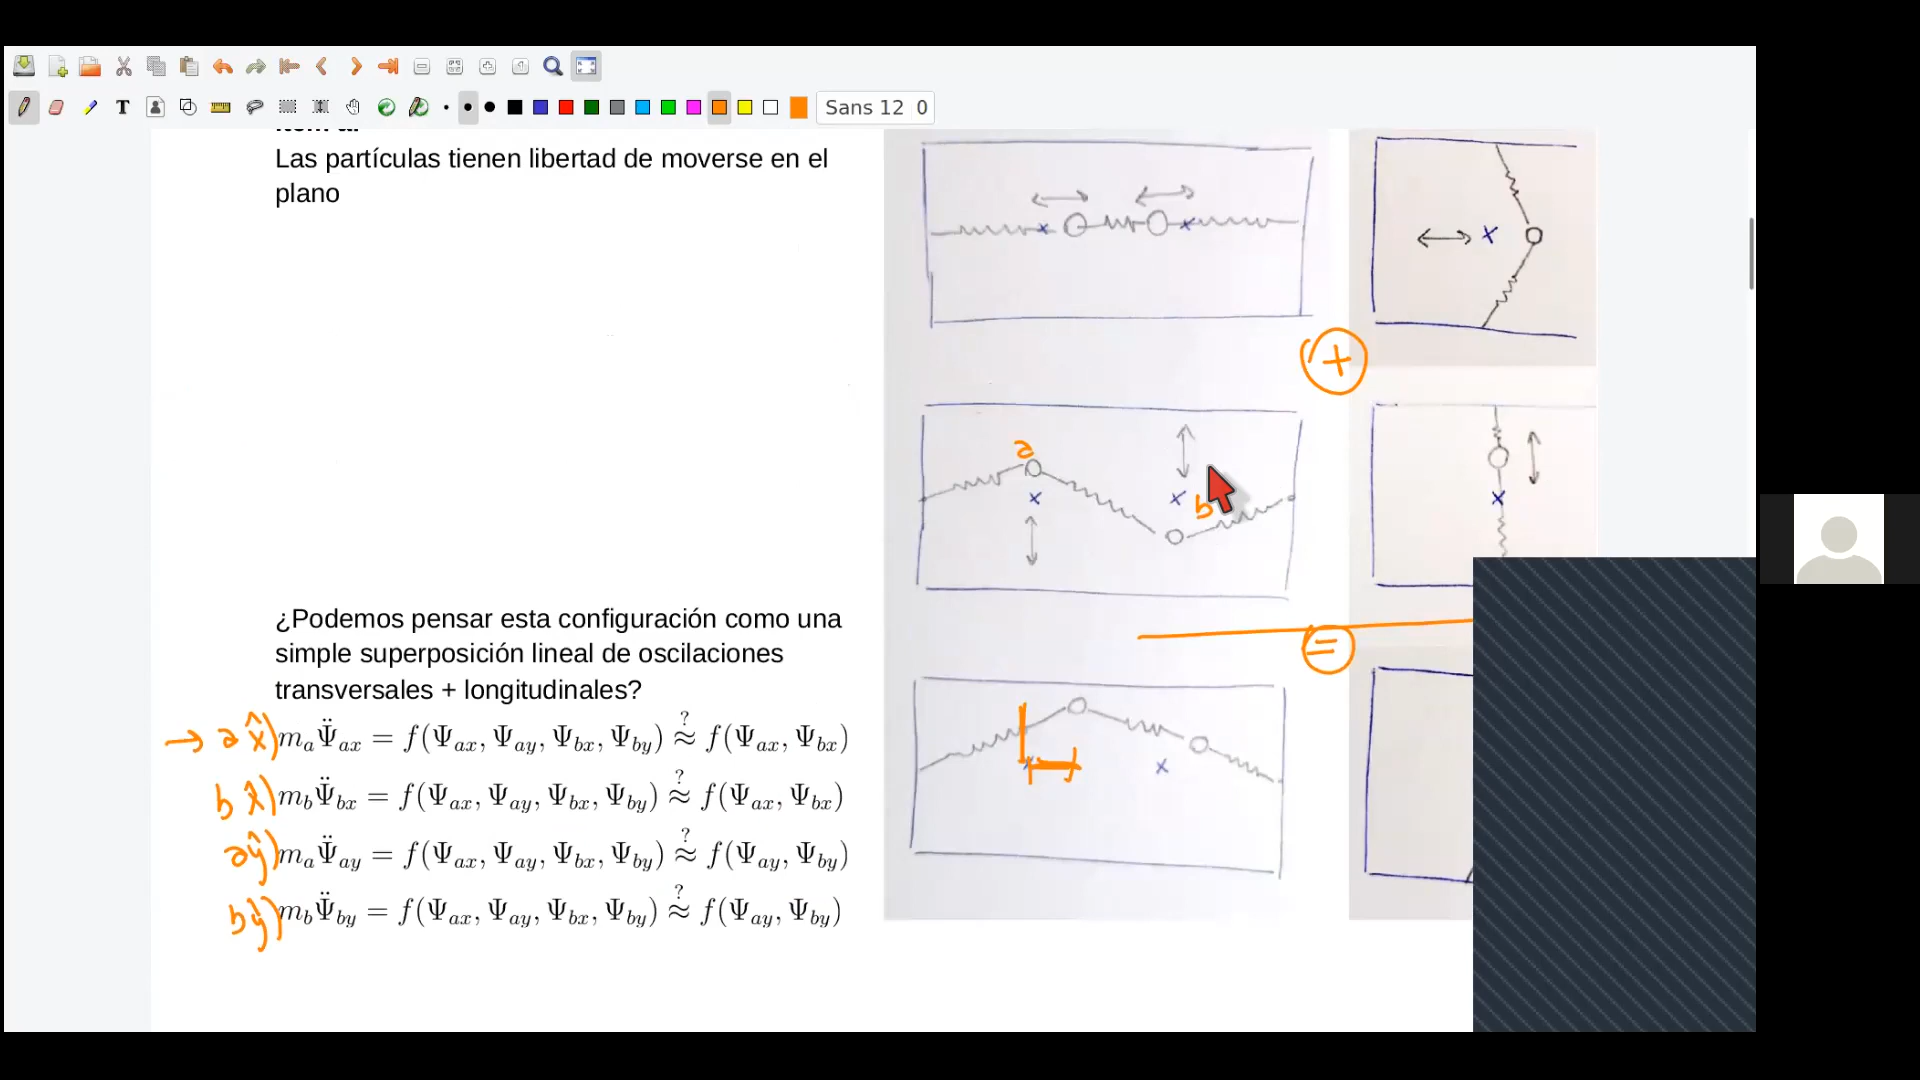 Sans 12 0
Item a.
Las partículas tienen libertad de moverse en el
plano
+
a
b
=
¿Podemos pensar esta configuración como una
simple superposición lineal de oscilaciones
transversales + longitudinales?
→ a x̂) m_a Ψ̈_ax = f(Ψ_ax, Ψ_ay, Ψ_bx, Ψ_by) ≈? f(Ψ_ax, Ψ_bx)
b x̂) m_b Ψ̈_bx = f(Ψ_ax, Ψ_ay, Ψ_bx, Ψ_by) ≈? f(Ψ_ax, Ψ_bx)
a ŷ) m_a Ψ̈_ay = f(Ψ_ax, Ψ_ay, Ψ_bx, Ψ_by) ≈? f(Ψ_ay, Ψ_by)
b ŷ) m_b Ψ̈_by = f(Ψ_ax, Ψ_ay, Ψ_bx, Ψ_by) ≈? f(Ψ_ay, Ψ_by)